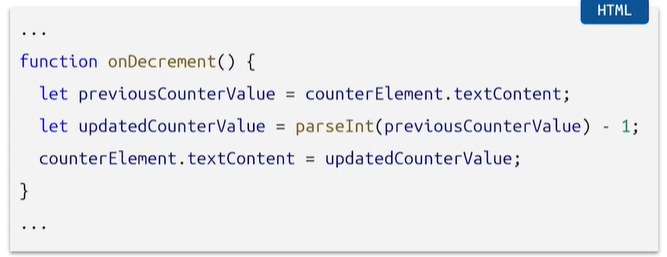 HTML
...
function onDecrement() {
  let previousCounterValue = counterElement.textContent;
  let updatedCounterValue = parseInt(previousCounterValue) - 1;
  counterElement.textContent = updatedCounterValue;
}
...